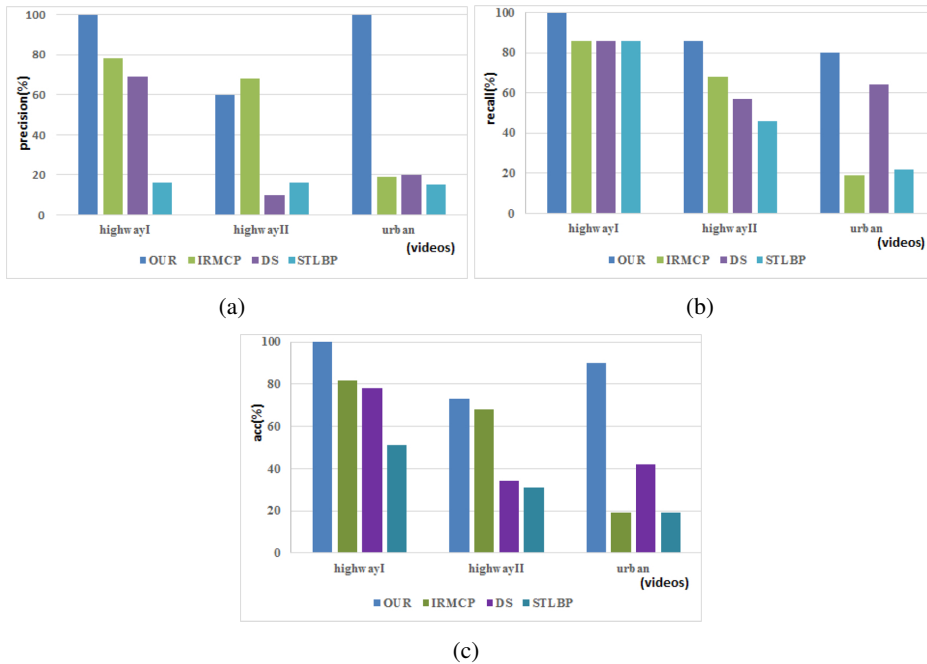 100
80
60
40
20
0
precision(%)
highwayI highwayII urban
(videos)
OUR IRMCP DS STLBP
(a)
100
80
60
40
20
0
recall(%)
highwayI highwayII urban
(videos)
OUR IRMCP DS STLBP
(b)
100
80
60
40
20
0
acc(%)
highwayI highwayII urban
(videos)
OUR IRMCP DS STLBP
(c)